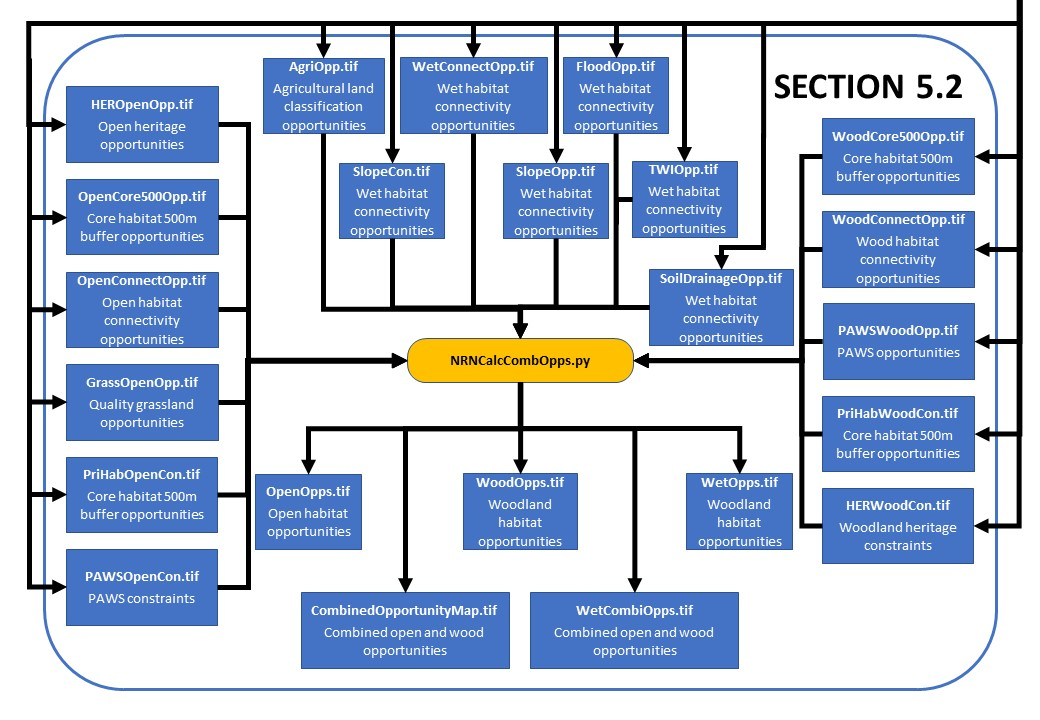 SECTION 5.2
AgriOpp.tif
Agricultural land
classification
opportunities
WetConnectOpp.tif
Wet habitat
connectivity
opportunities
FloodOpp.tif
Wet habitat
connectivity
opportunities
SlopeCon.tif
Wet habitat
connectivity
opportunities
SlopeOpp.tif
Wet habitat
connectivity
opportunities
TWIOpp.tif
Wet habitat
connectivity
opportunities
SoilDrainageOpp.tif
Wet habitat
connectivity
opportunities
HEROpenOpp.tif
Open heritage
opportunities
OpenCore500Opp.tif
Core habitat 500m
buffer opportunities
OpenConnectOpp.tif
Open habitat
connectivity
opportunities
GrassOpenOpp.tif
Quality grassland
opportunities
PriHabOpenCon.tif
Core habitat 500m
buffer opportunities
PAWSOpenCon.tif
PAWS constraints
WoodCore500Opp.tif
Core habitat 500m
buffer opportunities
WoodConnectOpp.tif
Wood habitat
connectivity
opportunities
PAWSWoodOpp.tif
PAWS opportunities
PriHabWoodCon.tif
Core habitat 500m
buffer opportunities
HERWoodCon.tif
Woodland heritage
constraints
NRNCalcCombOpps.py
OpenOpps.tif
Open habitat
opportunities
WoodOpps.tif
Woodland
habitat
opportunities
WetOpps.tif
Woodland
habitat
opportunities
CombinedOpportunityMap.tif
Combined open and wood
opportunities
WetCombiOpps.tif
Combined open and wood
opportunities